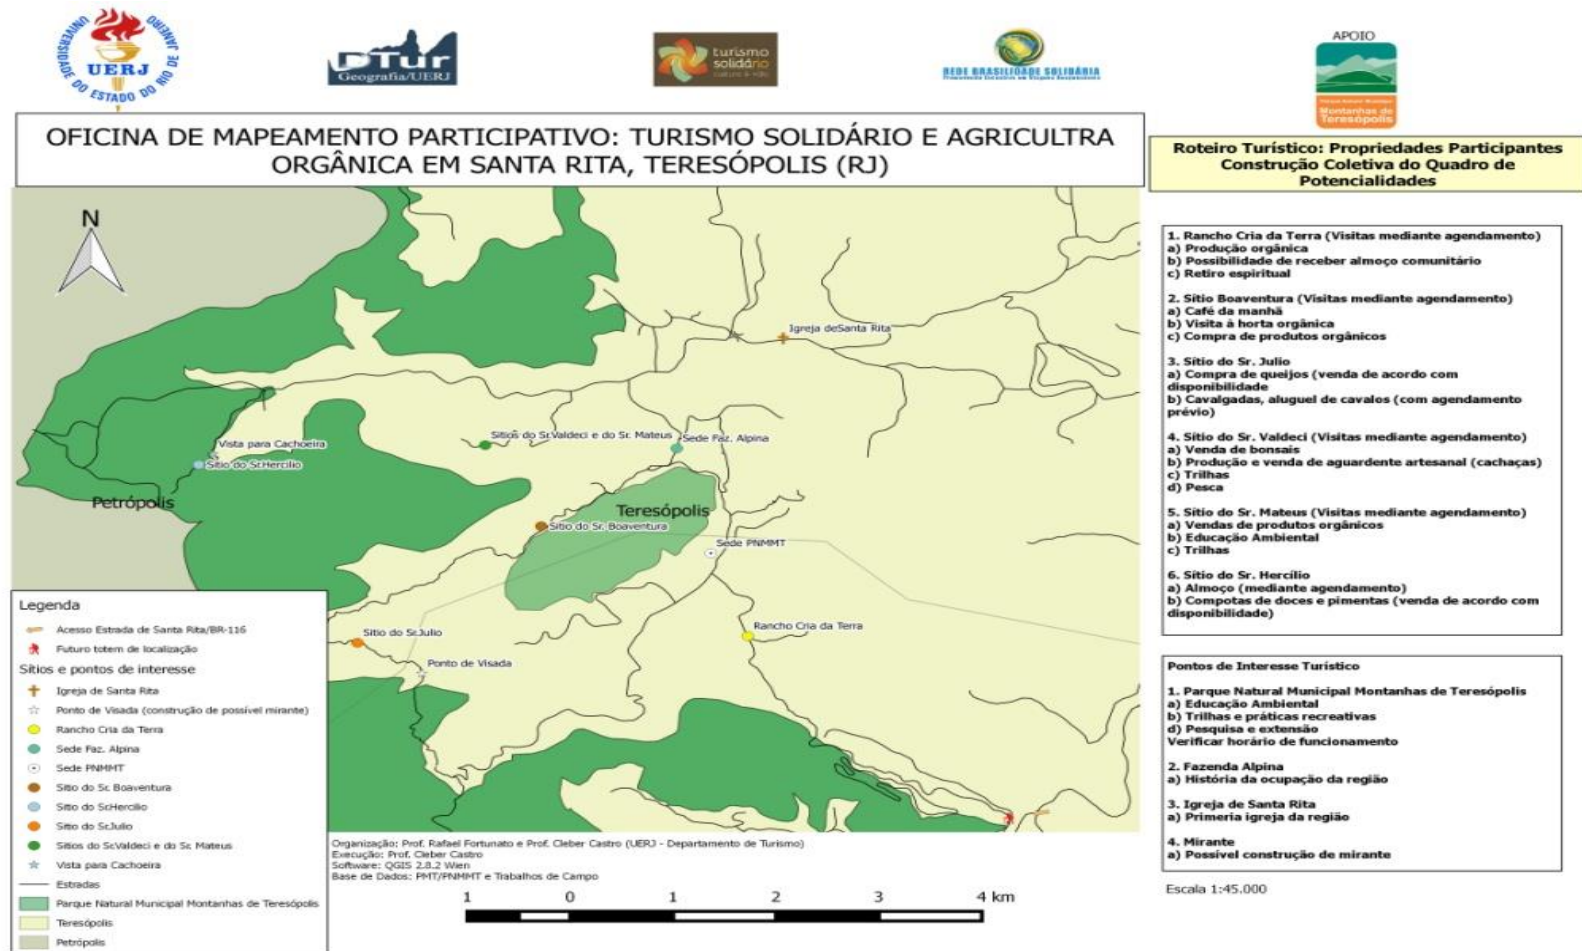 UNIVERSIDADE DO ESTADO DO RIO DE JANEIRO
UERJ
DTur
Geografia/UERJ
turismo
solidário
REDE BRASILIDADE SOLIDÁRIA
APOIO
Montanhas de
Teresópolis
OFICINA DE MAPEAMENTO PARTICIPATIVO: TURISMO SOLIDÁRIO E AGRICULTRA
ORGÂNICA EM SANTA RITA, TERESÓPOLIS (RJ)
Roteiro Turístico: Propriedades Participantes
Construção Coletiva do Quadro de
Potencialidades
N
Igreja deSanta Rita
Sítios do Sr.Valdeci e do Sr. Mateus
Sede Faz. Alpina
Vista para Cachoeira
Sítio do Sr.Hercílio
Petrópolis
Teresópolis
Sítio do Sr. Boaventura
Sede PNMMT
Rancho Cria da Terra
Sítio do Sr.Julio
Ponto de Visada
Legenda
Acesso Estrada de Santa Rita/BR-116
Futuro totem de localização
Sítios e pontos de interesse
Igreja de Santa Rita
Ponto de Visada (construção de possível mirante)
Rancho Cria da Terra
Sede Faz. Alpina
Sede PNMMT
Sítio do Sr. Boaventura
Sítio do Sr.Hercílio
Sítio do Sr.Julio
Sítios do Sr.Valdeci e do Sr. Mateus
Vista para Cachoeira
Estradas
Parque Natural Municipal Montanhas de Teresópolis
Teresópolis
Petrópolis
Organização: Prof. Rafael Fortunato e Prof. Cleber Castro (UERJ - Departamento de Turismo)
Execução: Prof. Cleber Castro
Software: QGIS 2.8.2 Wien
Base de Dados: PMT/PNMMT e Trabalhos de Campo
1 0 1 2 3 4 km
1. Rancho Cria da Terra (Visitas mediante agendamento)
a) Produção orgânica
b) Possibilidade de receber almoço comunitário
c) Retiro espiritual
2. Sítio Boaventura (Visitas mediante agendamento)
a) Café da manhã
b) Visita à horta orgânica
c) Compra de produtos orgânicos
3. Sítio do Sr. Julio
a) Compra de queijos (venda de acordo com
disponibilidade
b) Cavalgadas, aluguel de cavalos (com agendamento
prévio)
4. Sítio do Sr. Valdeci (Visitas mediante agendamento)
a) Venda de bonsais
b) Produção e venda de aguardente artesanal (cachaças)
c) Trilhas
d) Pesca
5. Sítio do Sr. Mateus (Visitas mediante agendamento)
a) Vendas de produtos orgânicos
b) Educação Ambiental
c) Trilhas
6. Sítio do Sr. Hercílio
a) Almoço (mediante agendamento)
b) Compotas de doces e pimentas (venda de acordo com
disponibilidade)
Pontos de Interesse Turístico
1. Parque Natural Municipal Montanhas de Teresópolis
a) Educação Ambiental
b) Trilhas e práticas recreativas
d) Pesquisa e extensão
Verificar horário de funcionamento
2. Fazenda Alpina
a) História da ocupação da região
3. Igreja de Santa Rita
a) Primeria igreja da região
4. Mirante
a) Possível construção de mirante
Escala 1:45.000